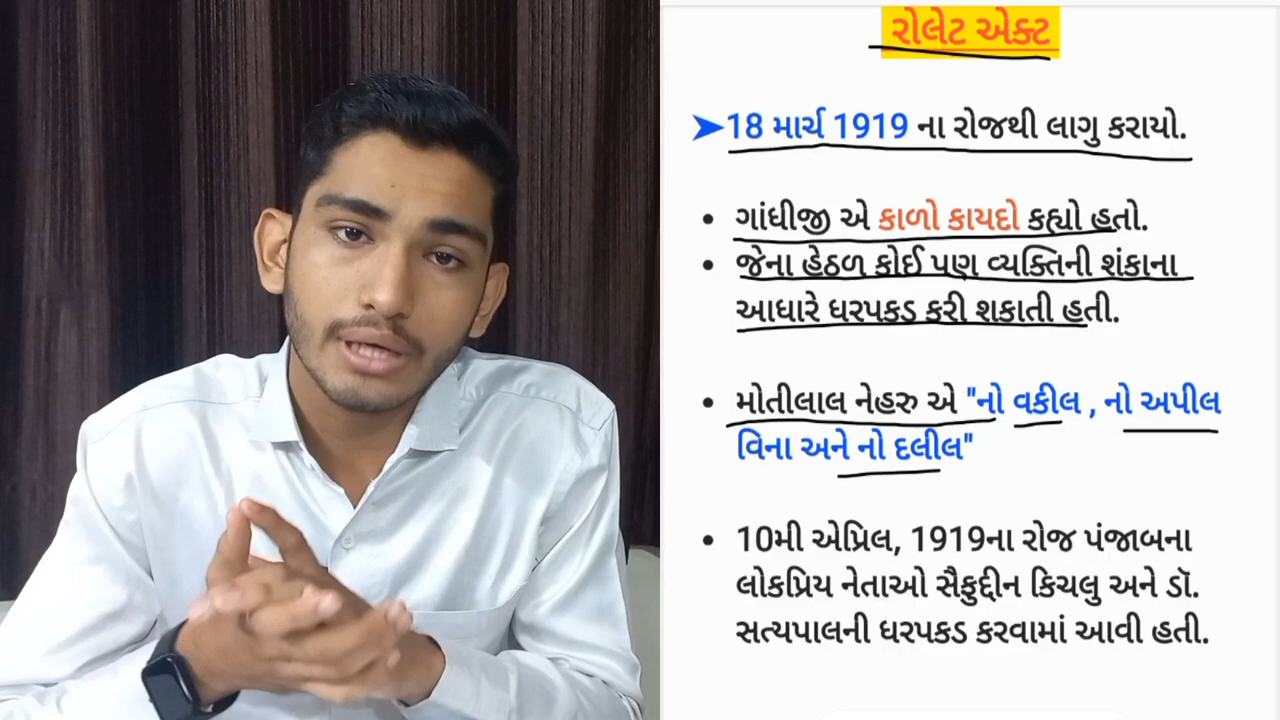 રોલેટ એક્ટ
➤18 માર્ચ 1919 ના રોજથી લાગુ કરાયો.
• ગાંધીજી એ કાળો કાયદો કહ્યો હતો.
• જેના હેઠળ કોઈ પણ વ્યક્તિની શંકાના
આધારે ધરપકડ કરી શકાતી હતી.
• મોતીલાલ નેહરુ એ "નો વકીલ , નો અપીલ
વિના અને નો દલીલ"
• 10મી એપ્રિલ, 1919ના રોજ પંજાબના
લોકપ્રિય નેતાઓ સૈફુદ્દીન કિચલુ અને ડૉ.
સત્યપાલની ધરપકડ કરવામાં આવી હતી.